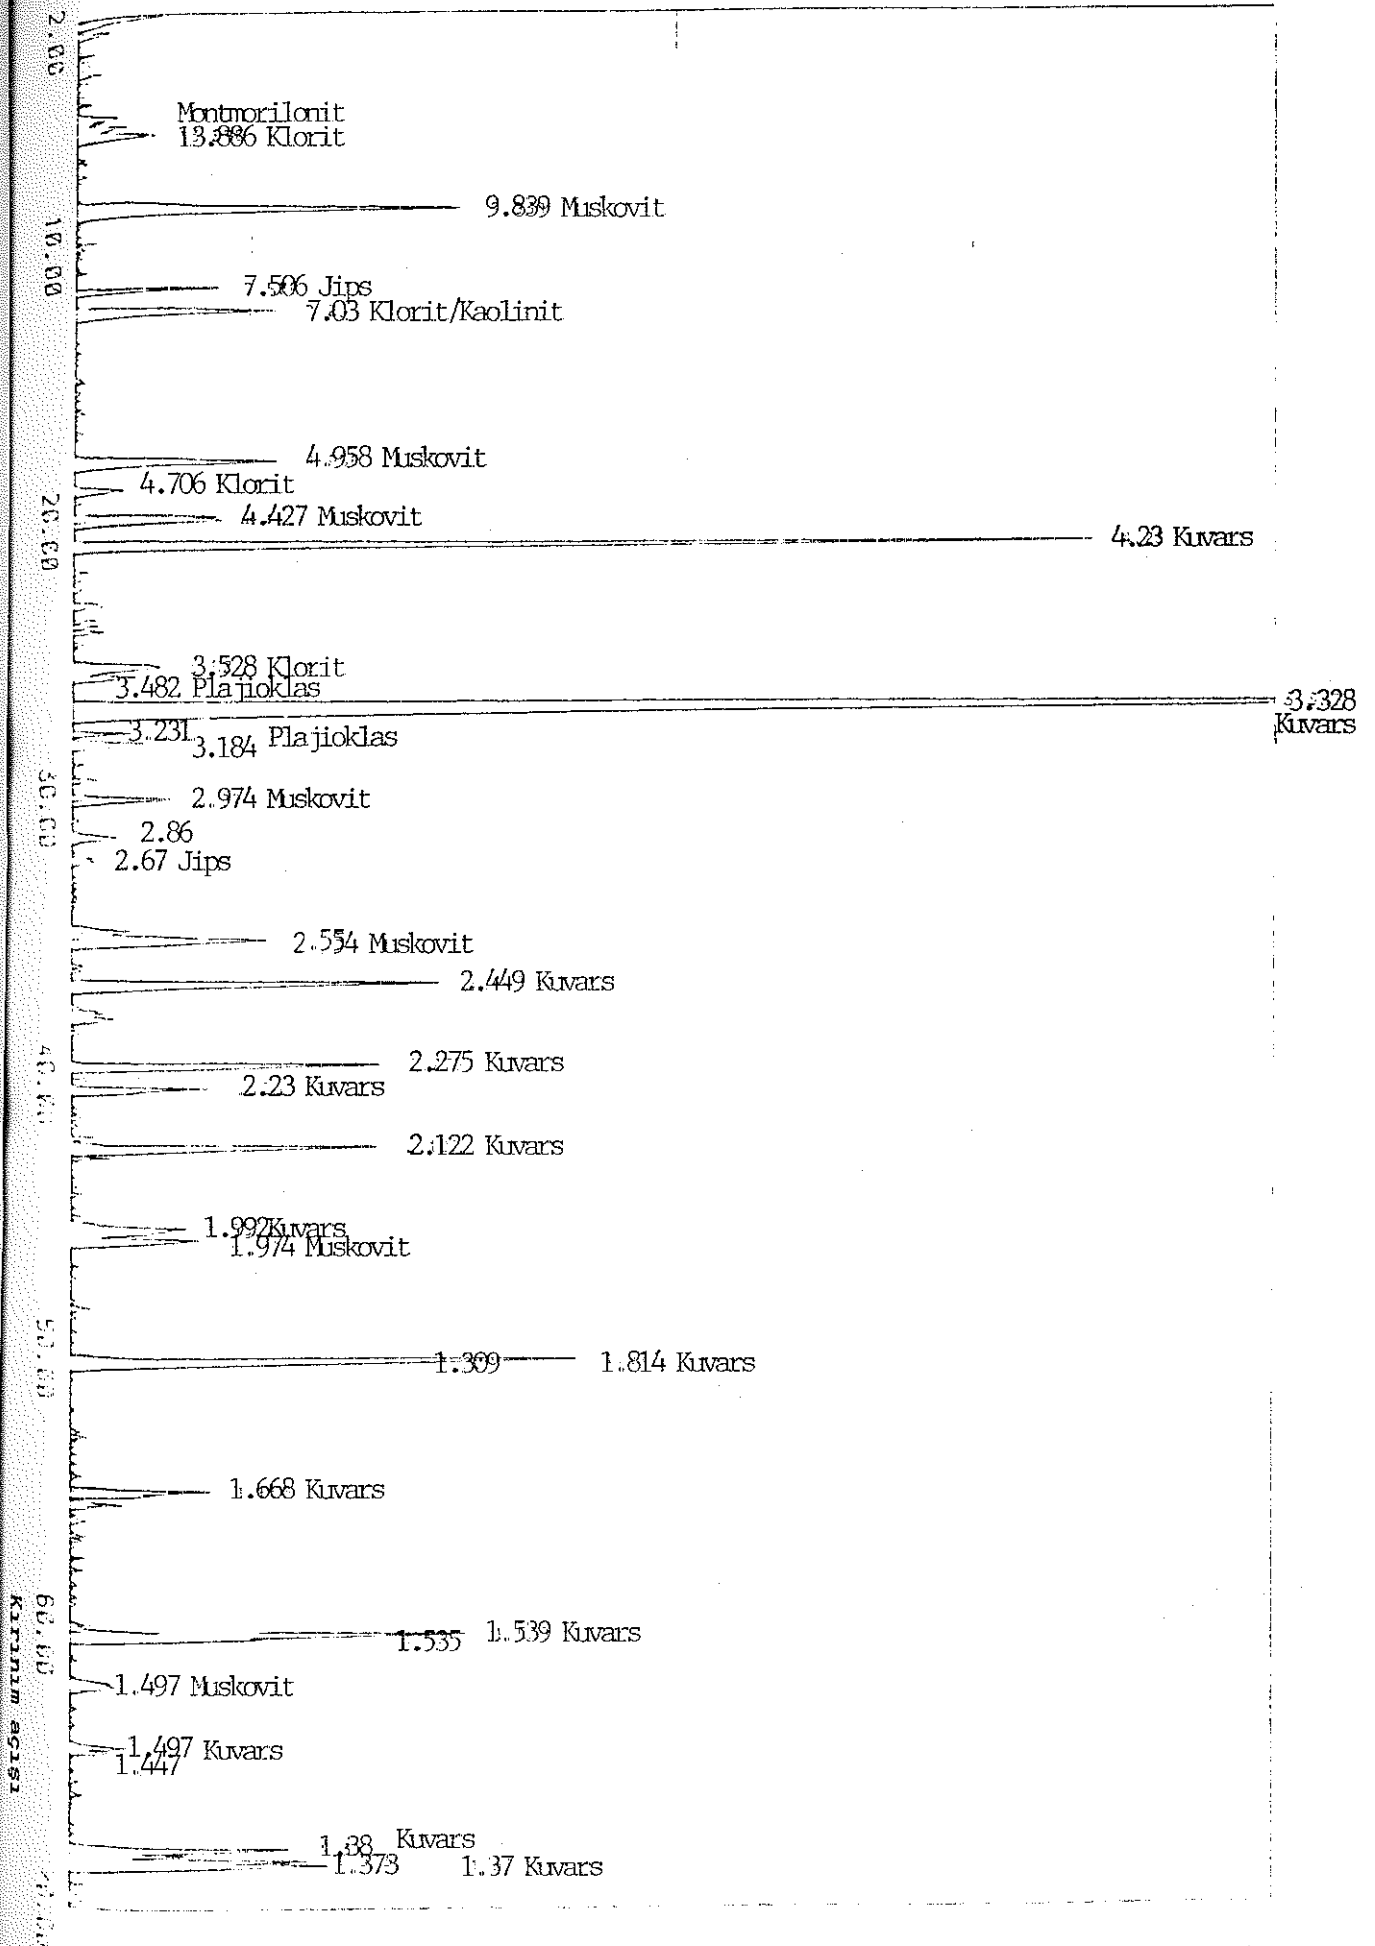 2.00
Montmorilonit
13.886 Klorit
9.839 Muskovit
10.00
7.506 Jips
7.03 Klorit/Kaolinit
4.958 Muskovit
4.706 Klorit
4.427 Muskovit
20.00
4.23 Kuvars
3.528 Klorit
3.482 Plajioklas
3.328
Kuvars
3.231
3.184 Plajioklas
30.00
2.974 Muskovit
2.86
2.67 Jips
2.554 Muskovit
2.449 Kuvars
40.00
2.275 Kuvars
2.23 Kuvars
2.122 Kuvars
1.992Kuvars
1.974 Muskovit
50.00
1.309 1.814 Kuvars
1.668 Kuvars
60.00
1.535 1.539 Kuvars
1.497 Muskovit
1.497 Kuvars
1.447
1.38 Kuvars
1.373 1.37 Kuvars
Kırınım açısı